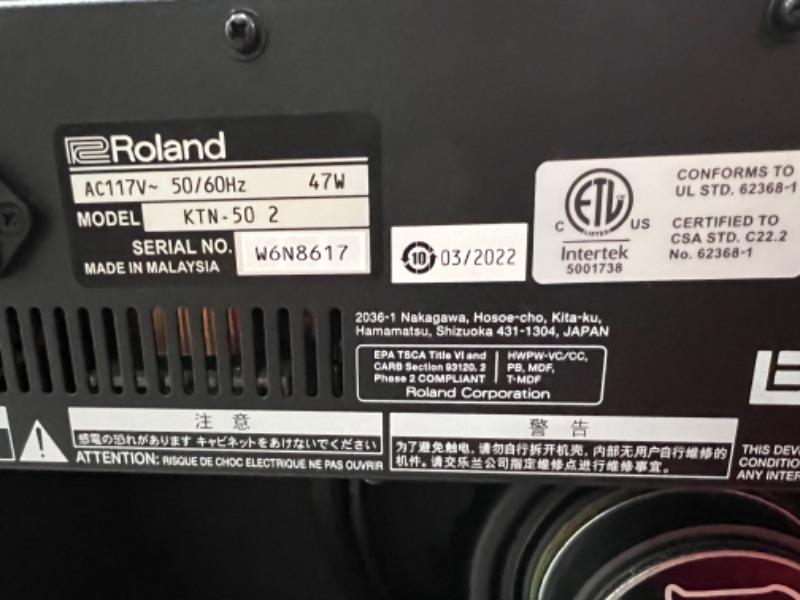 Roland
AC117V~ 50/60Hz 47W
MODEL KTN-50 2
SERIAL NO. W6N8617
MADE IN MALAYSIA
10 03/2022
ETL
LISTED
C US
Intertek
5001738
CONFORMS TO
UL STD. 62368-1
CERTIFIED TO
CSA STD. C22.2
No. 62368-1
2036-1 Nakagawa, Hosoe-cho, Kita-ku,
Hamamatsu, Shizuoka 431-1304, JAPAN
EPA TSCA Title VI and
CARB Section 93120. 2
Phase 2 COMPLIANT
HWPW-VC/CC,
PB, MDF,
T-MDF
Roland Corporation
注 意
感電の恐れがあります キャビネットをあけないでください
ATTENTION: RISQUE DE CHOC ELECTRIQUE NE PAS OUVRIR
警 告
为了避免触电, 请勿自行拆开机壳, 内部无用户自行维修的
机件。请交乐兰公司指定维修点进行维修事宜。
THIS DEV
CONDITIO
ANY INTER